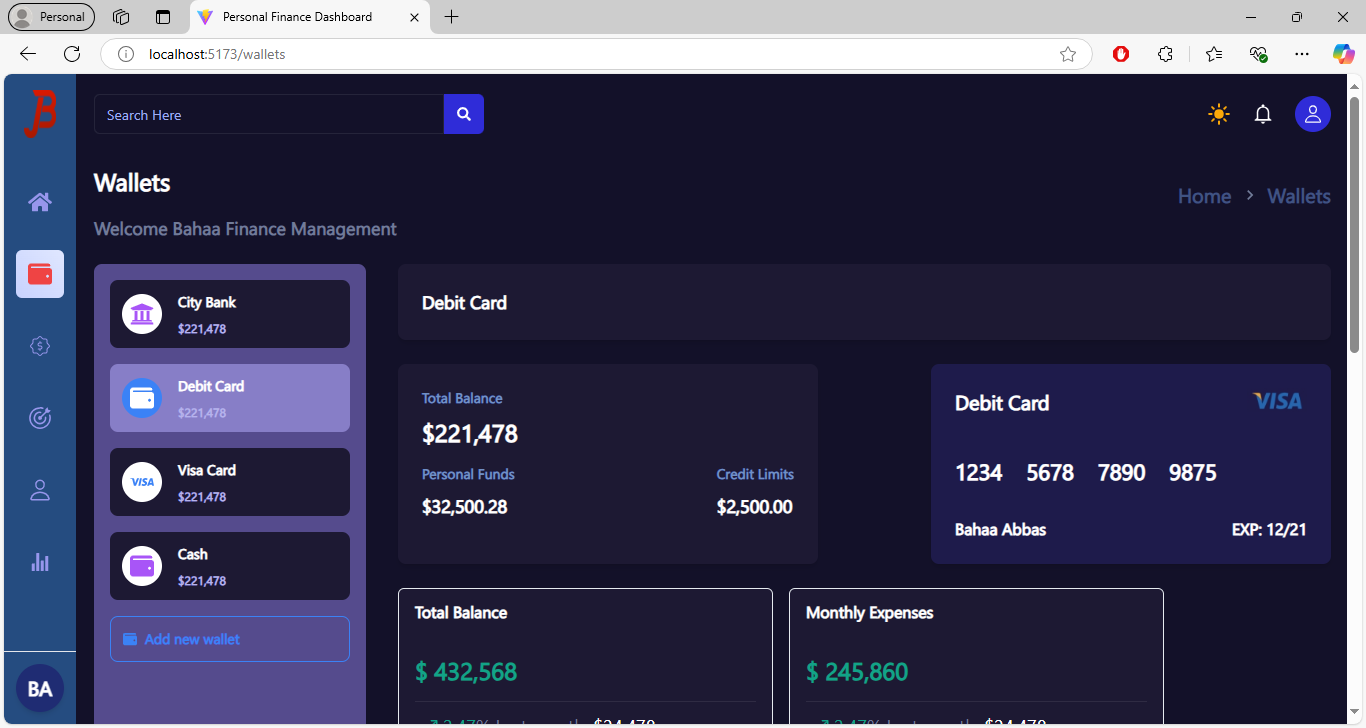 Personal
Personal Finance Dashboard
localhost:5173/wallets
B
Search Here
Wallets
Home > Wallets
Welcome Bahaa Finance Management
City Bank
$221,478
Debit Card
$221,478
VISA
Visa Card
$221,478
Cash
$221,478
Add new wallet
BA
Debit Card
Total Balance
$221,478
Personal Funds
Credit Limits
$32,500.28
$2,500.00
Debit Card
VISA
1234 5678 7890 9875
Bahaa Abbas
EXP: 12/21
Total Balance
$ 432,568
Monthly Expenses
$ 245,860